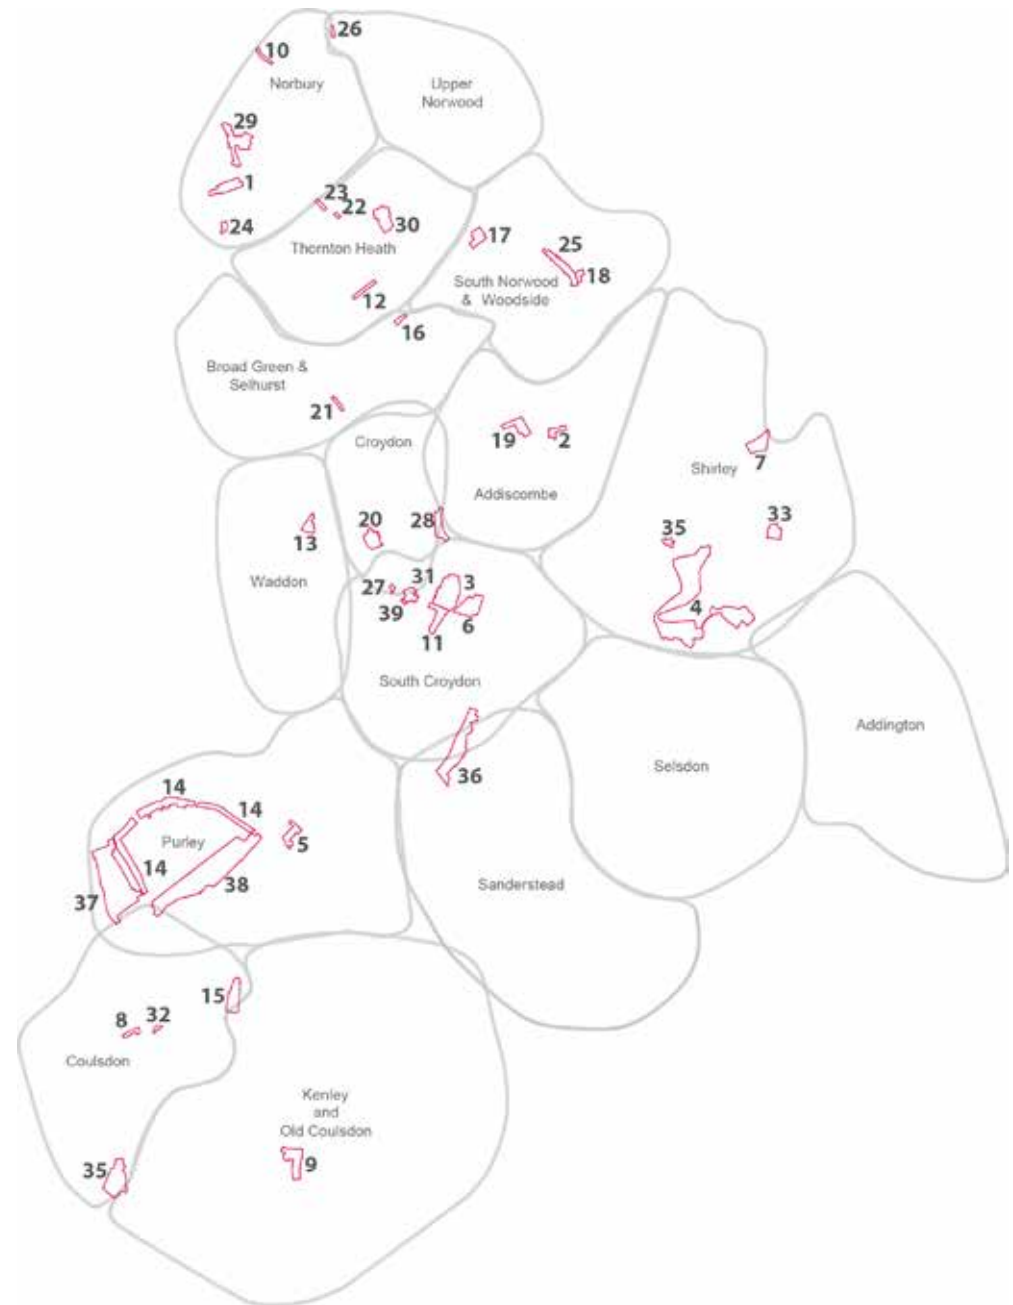 26
10
Norbury
Upper
Norwood
29
1
23
22
30
24
17
25
Thornton Heath
18
South Norwood
& Woodside
12
16
Broad Green &
Selhurst
21
Croydon
19
2
7
Shirley
Addiscombe
20
28
33
13
35
Waddon
31
3
27
39
6
4
11
South Croydon
Addington
36
Selsdon
14
14
5
Purley
14
38
37
Sanderstead
15
8
32
Coulsdon
Kenley
and
Old Coulsdon
35
9